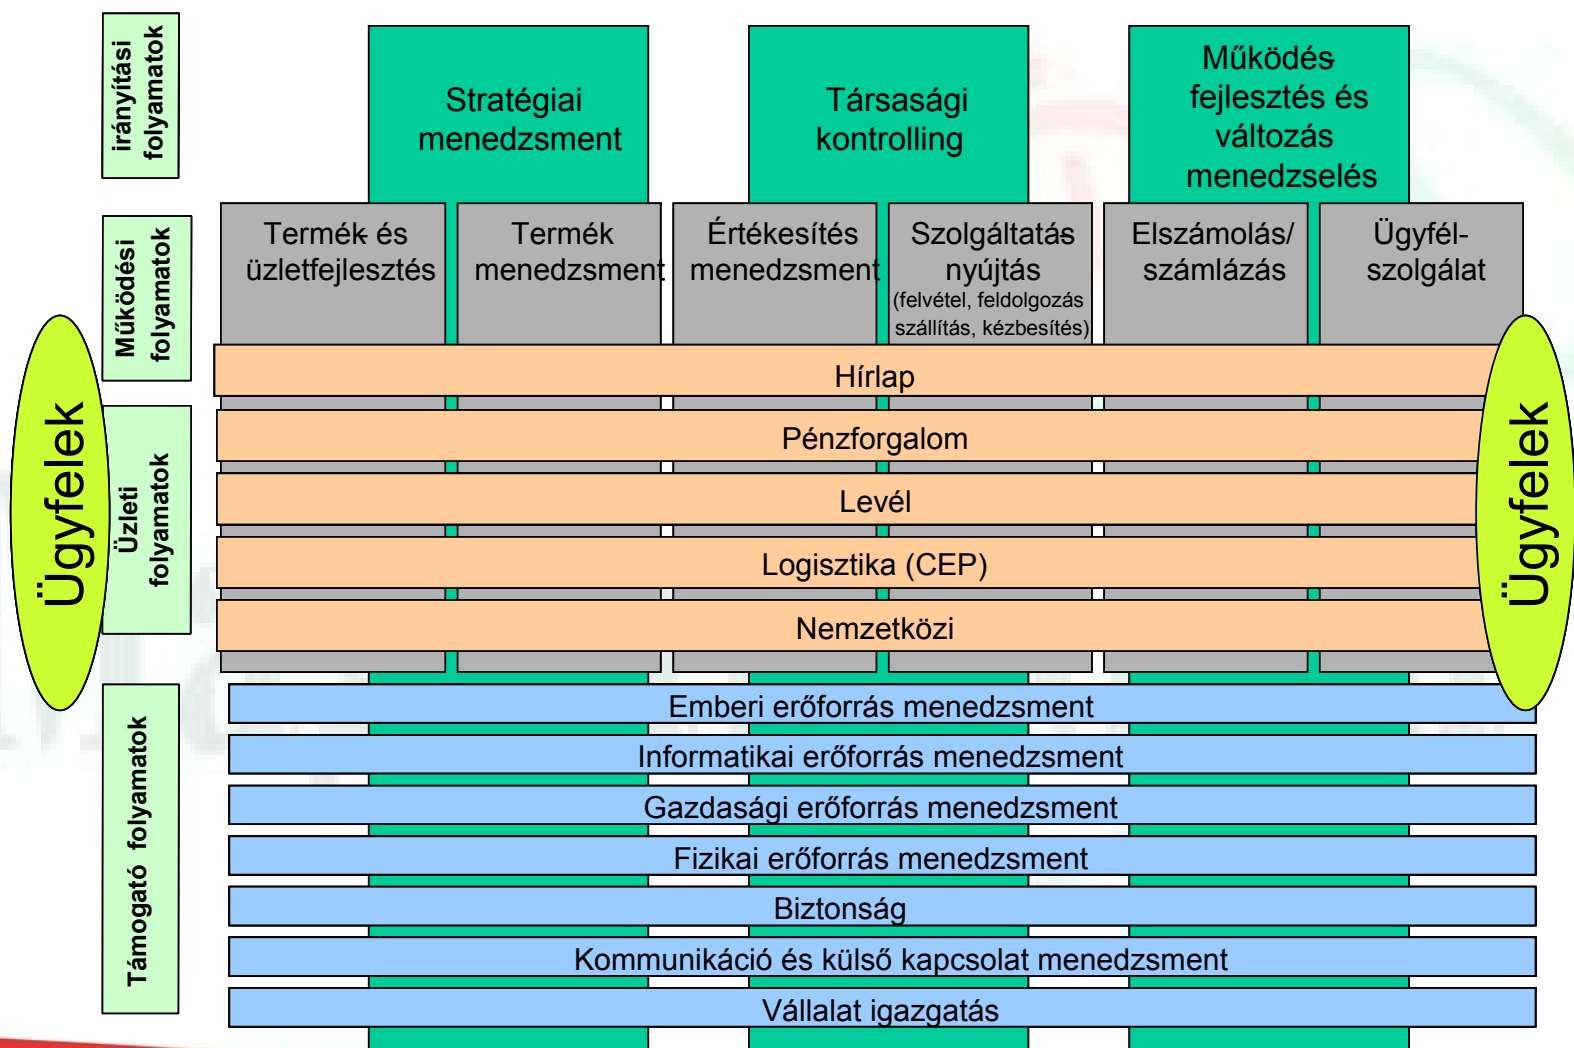 irányítási
folyamatok
Stratégiai
menedzsment
Társasági
kontrolling
Működés-
fejlesztés és
változás
menedzselés
Működési
folyamatok
Termék- és
üzletfejlesztés
Termék
menedzsment
Értékesítés
menedzsment
Szolgáltatás-
nyújtás
(felvétel, feldolgozás
szállítás, kézbesítés)
Elszámolás/
számlázás
Ügyfél-
szolgálat
Ügyfelek
Üzleti
folyamatok
Hírlap
Pénzforgalom
Levél
Logisztika (CEP)
Nemzetközi
Ügyfelek
Támogató folyamatok
Emberi erőforrás menedzsment
Informatikai erőforrás menedzsment
Gazdasági erőforrás menedzsment
Fizikai erőforrás menedzsment
Biztonság
Kommunikáció és külső kapcsolat menedzsment
Vállalat igazgatás